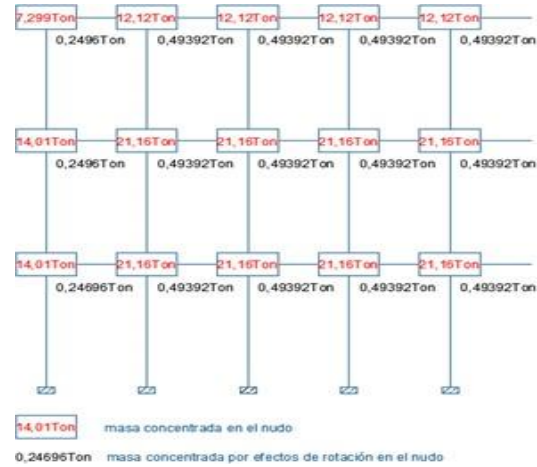 7,299Ton 12,12Ton 12,12Ton 12,12Ton 12,12Ton
0,2496Ton 0,49392Ton 0,49392Ton 0,49392Ton 0,49392Ton
14,01Ton 21,16Ton 21,16Ton 21,16Ton 21,16Ton
0,2496Ton 0,49392Ton 0,49392Ton 0,49392Ton 0,49392Ton
14,01Ton 21,16Ton 21,16Ton 21,16Ton 21,16Ton
0,24696Ton 0,49392Ton 0,49392Ton 0,49392Ton 0,49392Ton
14,01Ton masa concentrada en el nudo
0,24696Ton masa concentrada por efectos de rotación en el nudo